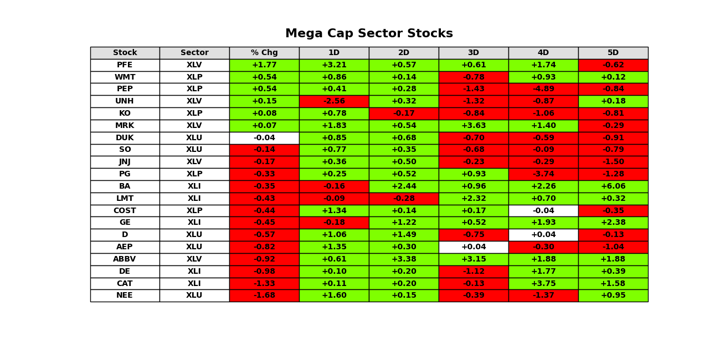 Mega Cap Sector Stocks
Stock Sector % Chg 1D 2D 3D 4D 5D
PFE XLV +1.77 +3.21 +0.57 +0.61 +1.74 -0.62
WMT XLP +0.54 +0.86 +0.14 -0.78 +0.93 +0.12
PEP XLP +0.54 +0.41 +0.28 -1.43 -4.89 -0.84
UNH XLV +0.15 -2.56 +0.32 -1.32 -0.87 +0.18
KO XLP +0.08 +0.78 -0.17 -0.84 -1.06 -0.81
MRK XLV +0.07 +1.83 +0.54 +3.63 +1.40 -0.29
DUK XLU -0.04 +0.85 +0.68 -0.70 -0.59 -0.91
SO XLU -0.14 +0.77 +0.35 -0.68 -0.09 -0.79
JNJ XLV -0.17 +0.36 +0.50 -0.23 -0.29 -1.50
PG XLP -0.33 +0.25 +0.52 +0.93 -3.74 -1.28
BA XLI -0.35 -0.16 +2.44 +0.96 +2.26 +6.06
LMT XLI -0.43 -0.09 -0.28 +2.32 +0.70 +0.32
COST XLP -0.44 +1.34 +0.14 +0.17 -0.04 -0.35
GE XLI -0.45 -0.18 +1.22 +0.52 +1.93 +2.38
D XLU -0.57 +1.06 +1.49 -0.75 +0.04 -0.13
AEP XLU -0.82 +1.35 +0.30 +0.04 -0.30 -1.04
ABBV XLV -0.92 +0.61 +3.38 +3.15 +1.88 +1.88
DE XLI -0.98 +0.10 +0.20 -1.12 +1.77 +0.39
CAT XLI -1.33 +0.11 +0.20 -0.13 +3.75 +1.58
NEE XLU -1.68 +1.60 +0.15 -0.39 -1.37 +0.95